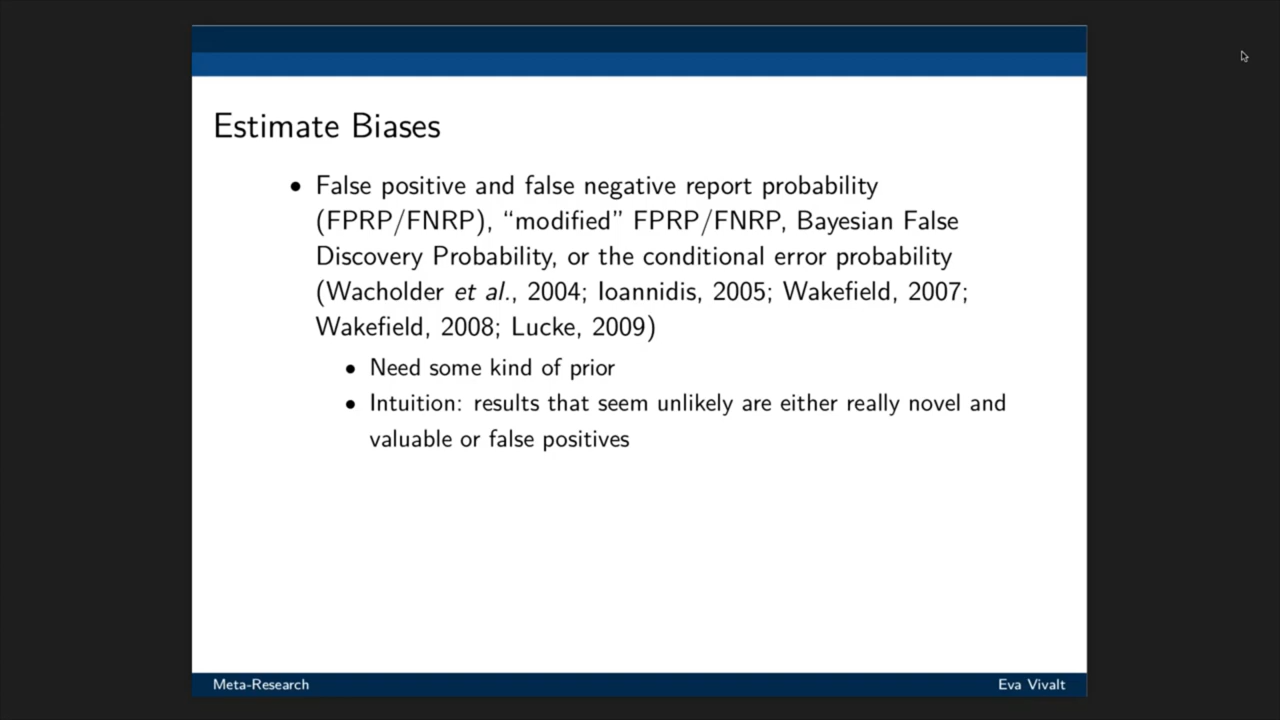 Estimate Biases
• False positive and false negative report probability
(FPRP/FNRP), “modified” FPRP/FNRP, Bayesian False
Discovery Probability, or the conditional error probability
(Wacholder et al., 2004; Ioannidis, 2005; Wakefield, 2007;
Wakefield, 2008; Lucke, 2009)
• Need some kind of prior
• Intuition: results that seem unlikely are either really novel and
valuable or false positives
Meta-Research
Eva Vivalt